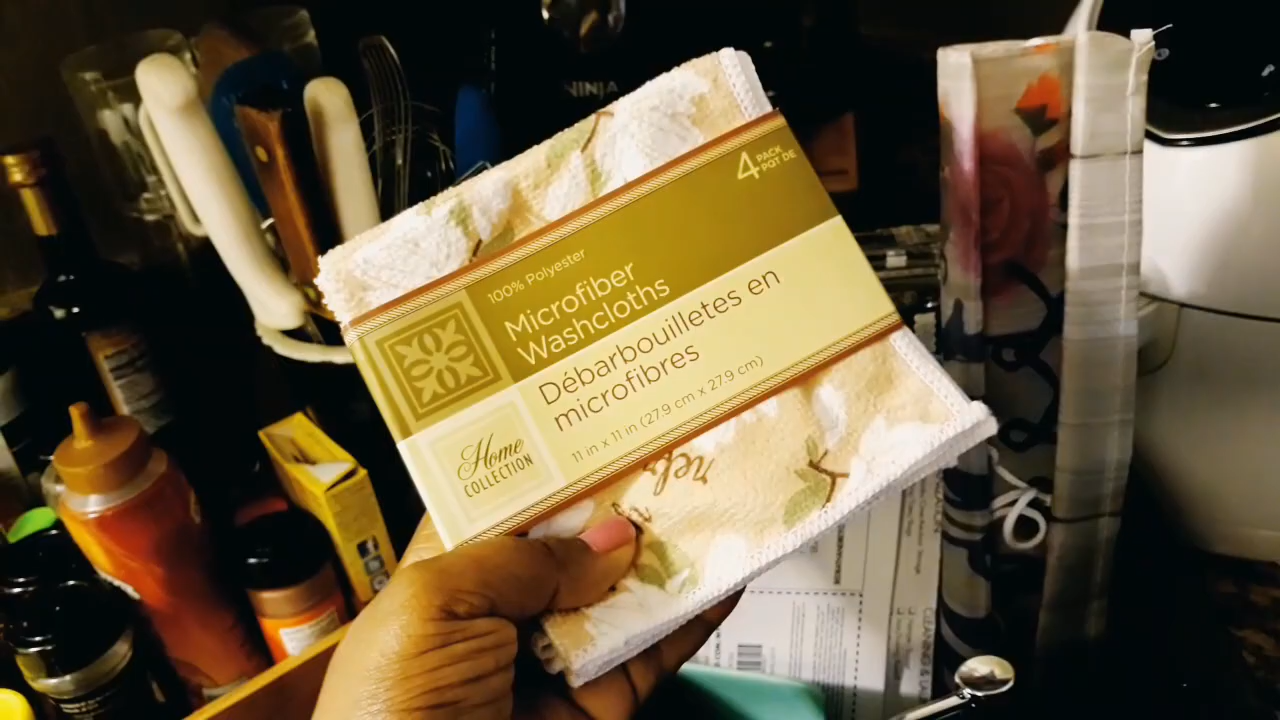 NINJA
4 PACK
PQT DE
100% Polyester
Microfiber
Washcloths
Débarbouilletes en
microfibres
11 in x 11 in (27.9 cm x 27.9 cm)
Home
COLLECTION